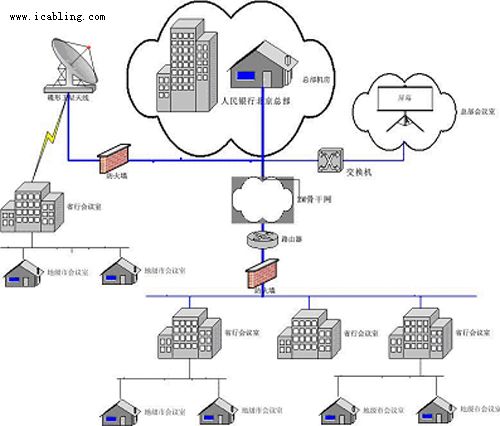 www.icabling.com
总部机房
人民银行北京总部
屏幕
总部会议室
碟形卫星天线
防火墙
交换机
省行会议室
2M骨干网
地级市会议室
地级市会议室
路由器
防火墙
省行会议室
省行会议室
省行会议室
地级市会议室
地级市会议室
地级市会议室
地级市会议室